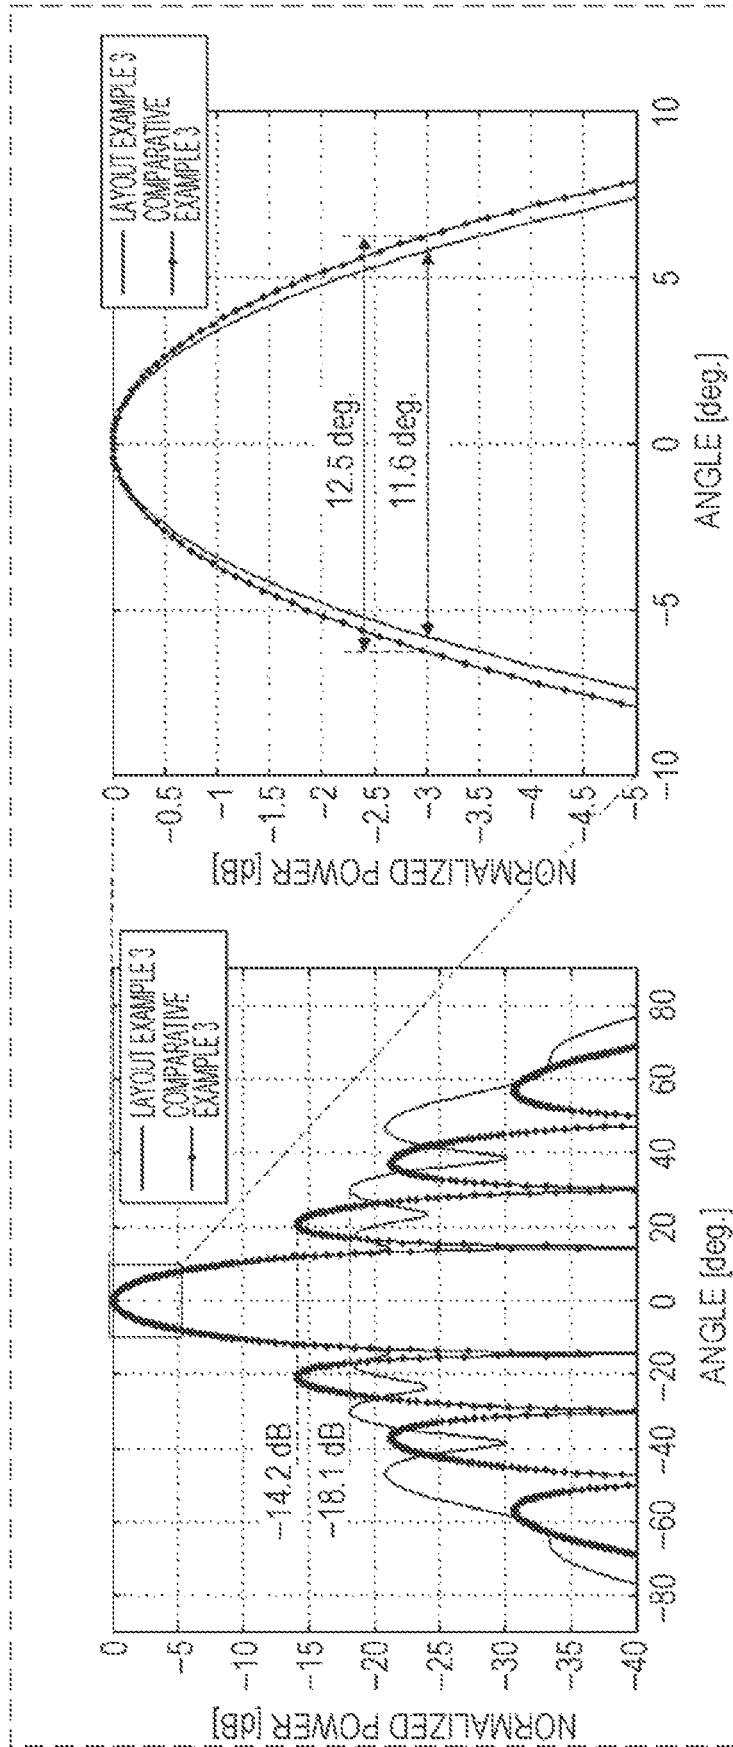 NORMALIZED POWER [dB]
0
-5
-10
-15
-20
-25
-30
-35
-40
-80
-60
-40
-20
0
20
40
60
80
ANGLE [deg.]
-14.2 dB
-18.1 dB
LAYOUT EXAMPLE 3
COMPARATIVE
EXAMPLE 3
NORMALIZED POWER [dB]
0
-0.5
-1
-1.5
-2
-2.5
-3
-3.5
-4
-4.5
-5
-10
-5
0
5
10
ANGLE [deg.]
12.5 deg.
11.6 deg.
LAYOUT EXAMPLE 3
COMPARATIVE
EXAMPLE 3